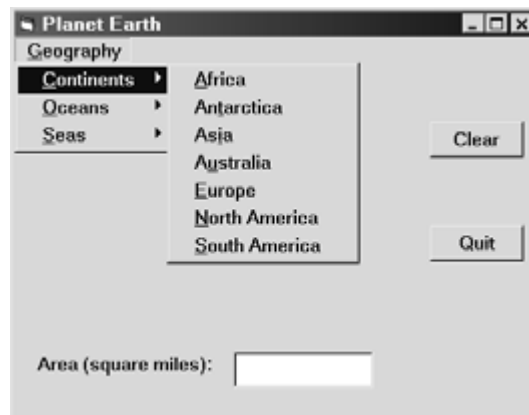 Planet Earth
Geography
Continents
Oceans
Seas
Africa
Antarctica
Asia
Australia
Europe
North America
South America
Clear
Quit
Area (square miles):